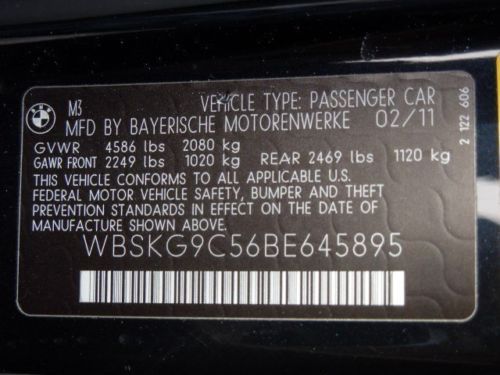 BMW
M3 VEHICLE TYPE: PASSENGER CAR
MFD BY BAYERISCHE MOTORENWERKE 02/11
GVWR 4586 lbs 2080 kg
GAWR FRONT 2249 lbs 1020 kg REAR 2469 lbs 1120 kg
THIS VEHICLE CONFORMS TO ALL APPLICABLE U.S.
FEDERAL MOTOR VEHICLE SAFETY, BUMPER AND THEFT
PREVENTION STANDARDS IN EFFECT ON THE DATE OF
MANUFACTURE SHOWN ABOVE.
WBSKG9C56BE645895
2 122 606